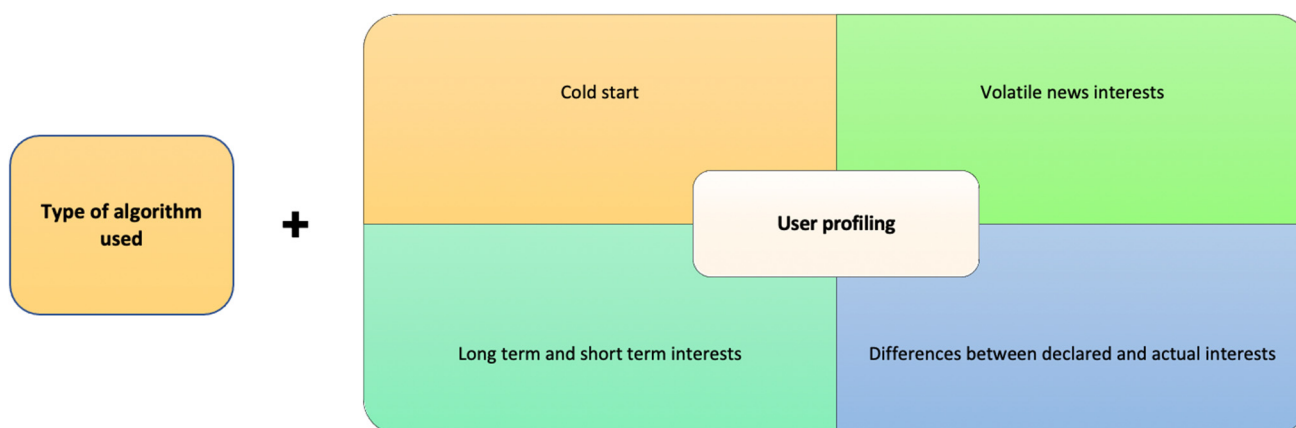 Cold start
Volatile news interests
Type of algorithm
used
+
User profiling
Long term and short term interests
Differences between declared and actual interests